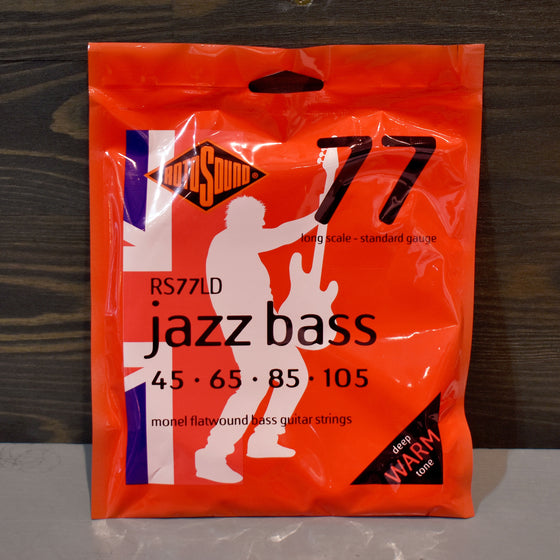 ROTOSOUND
77
long scale - standard gauge
RS77LD
jazz bass
45 · 65 · 85 · 105
monel flatwound bass guitar strings
deep
WARM
tone